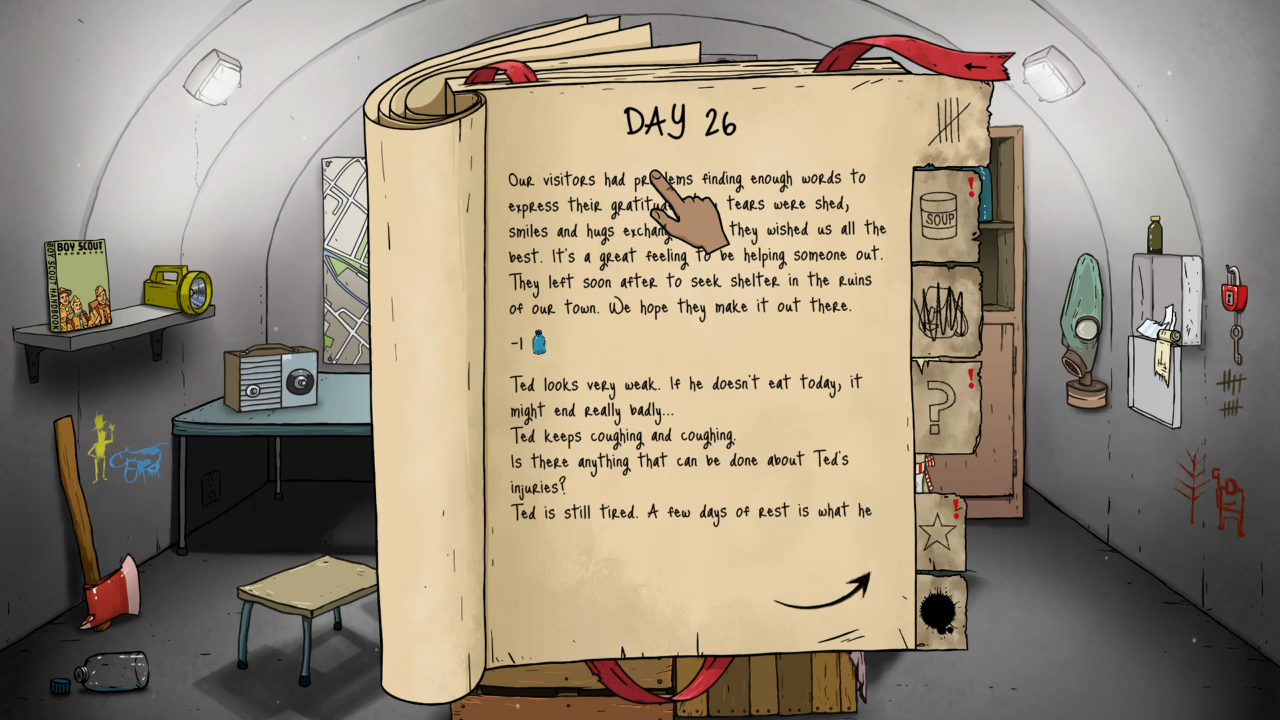 DAY 26
Our visitors had finding enough words to
express their tears were shed,
smiles and hugs they wished us all the
best. It's a great feeling to be helping someone out.
They left soon after to seek shelter in the ruins
of our town. We hope they make it out there.
-1
Ted looks very weak. If he doesn't eat today, it
might end really badly...
Ted keeps coughing and coughing.
Is there anything that can be done about Ted's
injuries?
Ted is still tired. A few days of rest is what he
SOUP
BOY SCOUT
HANDBOOK
BOY SCOUT HANDBOOK